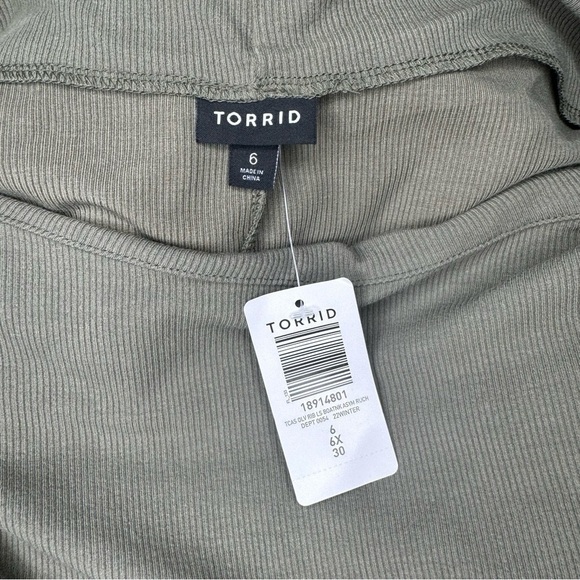 TORRID
6
MADE IN
CHINA
TORRID
18914801
TCAS OLV RIB LS BOATNK ASYM RUCH
DEPT 0054 22WINTER
6
6X
30